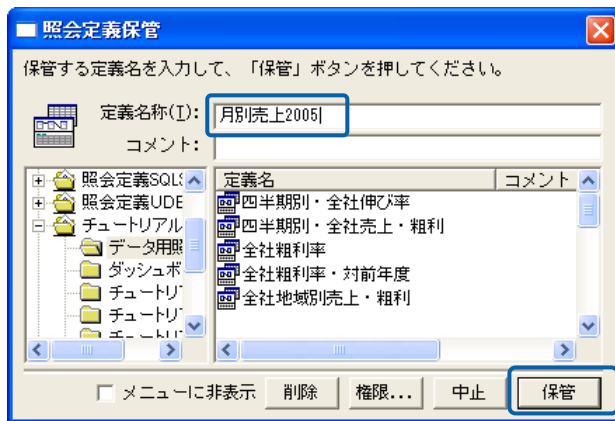 照会定義保管
保管する定義名を入力して、「保管」ボタンを押してください。
定義名称(I): 月別売上2005
コメント:
照会定義SQL
照会定義UDE
チュートリアル
データ用照
ダッシュボ
チュートリ
チュートリ
チュートリ
定義名 コメント
四半期別・全社伸び率
四半期別・全社売上・粗利
全社粗利率
全社粗利率・対前年度
全社地域別売上・粗利
メニューに非表示 削除 権限... 中止 保管